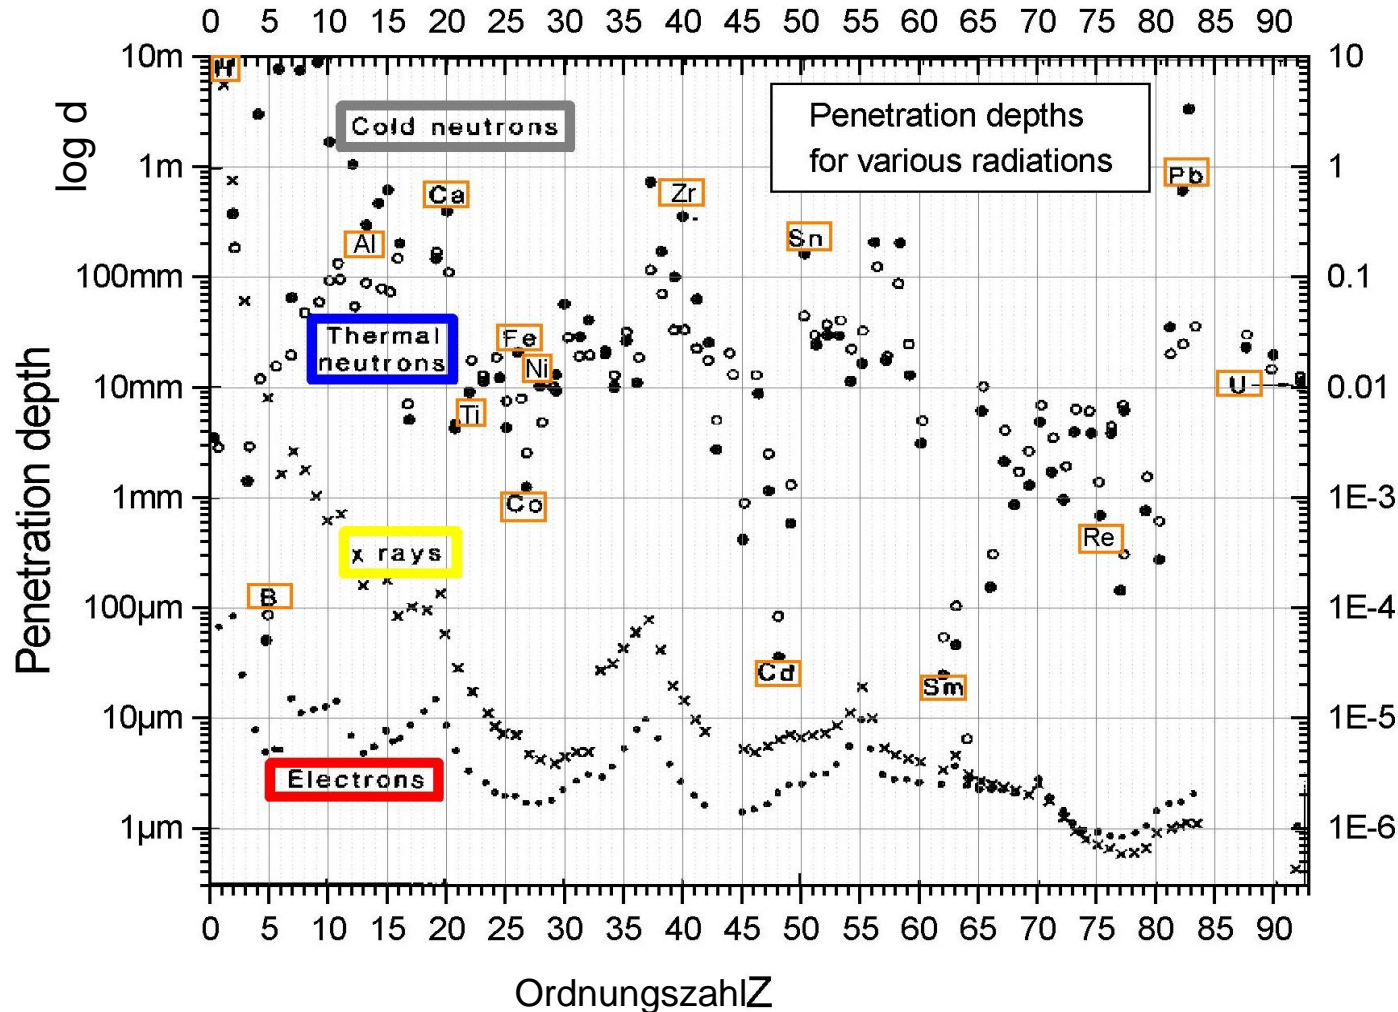 0 5 10 15 20 25 30 35 40 45 50 55 60 65 70 75 80 85 90
10m
1m
100mm
10mm
1mm
100µm
10µm
1µm
log d
Penetration depth
10
1
0.1
0.01
1E-3
1E-4
1E-5
1E-6
Penetration depths
for various radiations
H
Cold neutrons
Ca
Al
Zr
Sn
Pb
Thermal
neutrons
Fe
Ni
Ti
Co
U
x rays
Re
B
Cd
Sm
Electrons
0 5 10 15 20 25 30 35 40 45 50 55 60 65 70 75 80 85 90
OrdnungszahlZ